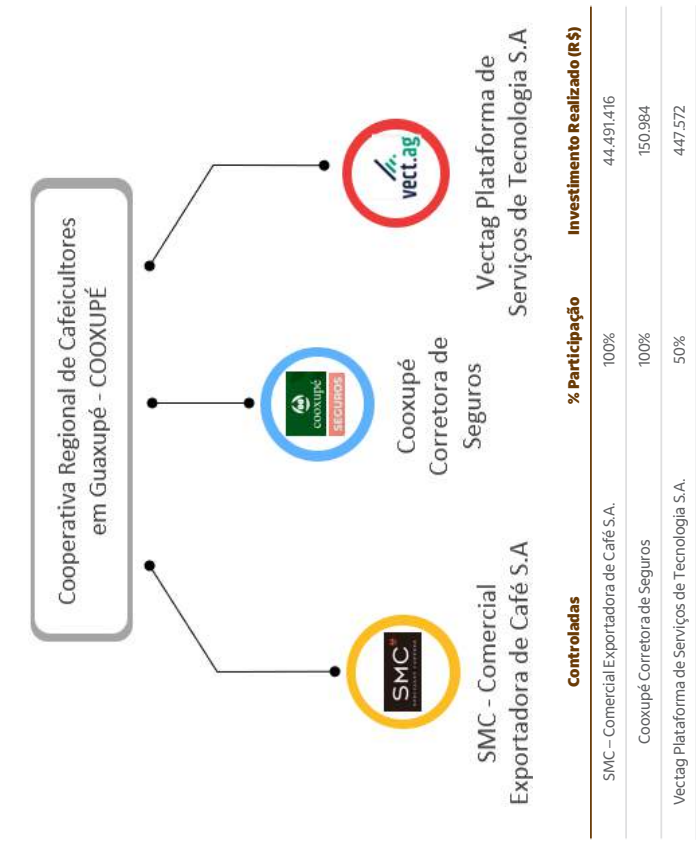 Cooperativa Regional de Cafeicultores
em Guaxupé - COOXUPÉ
SMC
cooxupé
SEGUROS
vect.ag
SMC - Comercial
Exportadora de Café S.A
Cooxupé
Corretora de
Seguros
Vectag Plataforma de
Serviços de Tecnologia S.A
Controladas % Participação Investimento Realizado (R$)
SMC – Comercial Exportadora de Café S.A. 100% 44.491.416
Cooxupé Corretora de Seguros 100% 150.984
Vectag Plataforma de Serviços de Tecnologia S.A. 50% 447.572